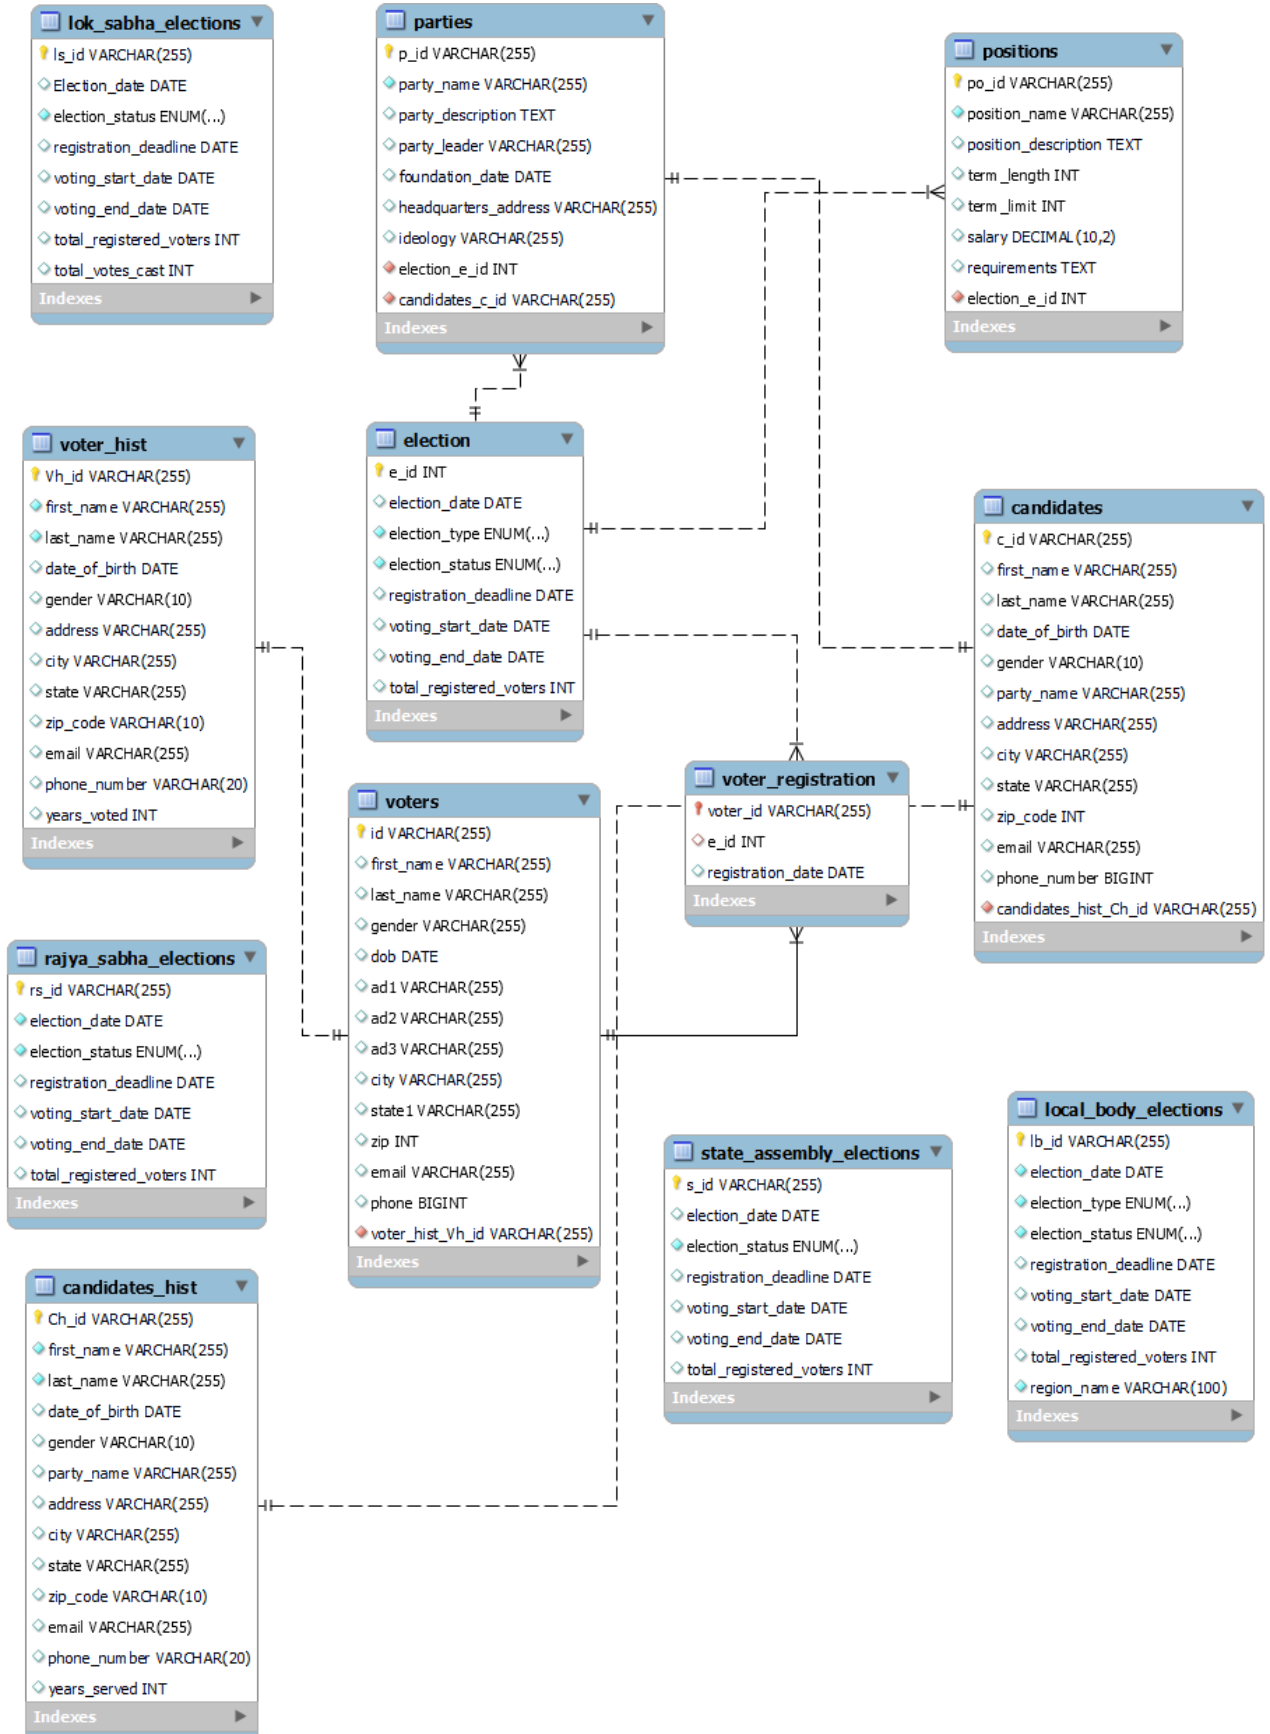 lok_sabha_elections
ls_id VARCHAR(255)
Election_date DATE
election_status ENUM(...)
registration_deadline DATE
voting_start_date DATE
voting_end_date DATE
total_registered_voters INT
total_votes_cast INT
Indexes
parties
p_id VARCHAR(255)
party_name VARCHAR(255)
party_description TEXT
party_leader VARCHAR(255)
foundation_date DATE
headquarters_address VARCHAR(255)
ideology VARCHAR(255)
election_e_id INT
candidates_c_id VARCHAR(255)
Indexes
positions
po_id VARCHAR(255)
position_name VARCHAR(255)
position_description TEXT
term_length INT
term_limit INT
salary DECIMAL(10,2)
requirements TEXT
election_e_id INT
Indexes
voter_hist
Vh_id VARCHAR(255)
first_name VARCHAR(255)
last_name VARCHAR(255)
date_of_birth DATE
gender VARCHAR(10)
address VARCHAR(255)
city VARCHAR(255)
state VARCHAR(255)
zip_code VARCHAR(10)
email VARCHAR(255)
phone_number VARCHAR(20)
years_voted INT
Indexes
election
e_id INT
election_date DATE
election_type ENUM(...)
election_status ENUM(...)
registration_deadline DATE
voting_start_date DATE
voting_end_date DATE
total_registered_voters INT
Indexes
candidates
c_id VARCHAR(255)
first_name VARCHAR(255)
last_name VARCHAR(255)
date_of_birth DATE
gender VARCHAR(10)
party_name VARCHAR(255)
address VARCHAR(255)
city VARCHAR(255)
state VARCHAR(255)
zip_code INT
email VARCHAR(255)
phone_number BIGINT
candidates_hist_Ch_id VARCHAR(255)
Indexes
voter_registration
voter_id VARCHAR(255)
e_id INT
registration_date DATE
Indexes
voters
id VARCHAR(255)
first_name VARCHAR(255)
last_name VARCHAR(255)
gender VARCHAR(255)
dob DATE
ad1 VARCHAR(255)
ad2 VARCHAR(255)
ad3 VARCHAR(255)
city VARCHAR(255)
state1 VARCHAR(255)
zip INT
email VARCHAR(255)
phone BIGINT
voter_hist_Vh_id VARCHAR(255)
Indexes
rajya_sabha_elections
rs_id VARCHAR(255)
election_date DATE
election_status ENUM(...)
registration_deadline DATE
voting_start_date DATE
voting_end_date DATE
total_registered_voters INT
Indexes
state_assembly_elections
s_id VARCHAR(255)
election_date DATE
election_status ENUM(...)
registration_deadline DATE
voting_start_date DATE
voting_end_date DATE
total_registered_voters INT
Indexes
local_body_elections
lb_id VARCHAR(255)
election_date DATE
election_type ENUM(...)
election_status ENUM(...)
registration_deadline DATE
voting_start_date DATE
voting_end_date DATE
total_registered_voters INT
region_name VARCHAR(100)
Indexes
candidates_hist
Ch_id VARCHAR(255)
first_name VARCHAR(255)
last_name VARCHAR(255)
date_of_birth DATE
gender VARCHAR(10)
party_name VARCHAR(255)
address VARCHAR(255)
city VARCHAR(255)
state VARCHAR(255)
zip_code VARCHAR(10)
email VARCHAR(255)
phone_number VARCHAR(20)
years_served INT
Indexes